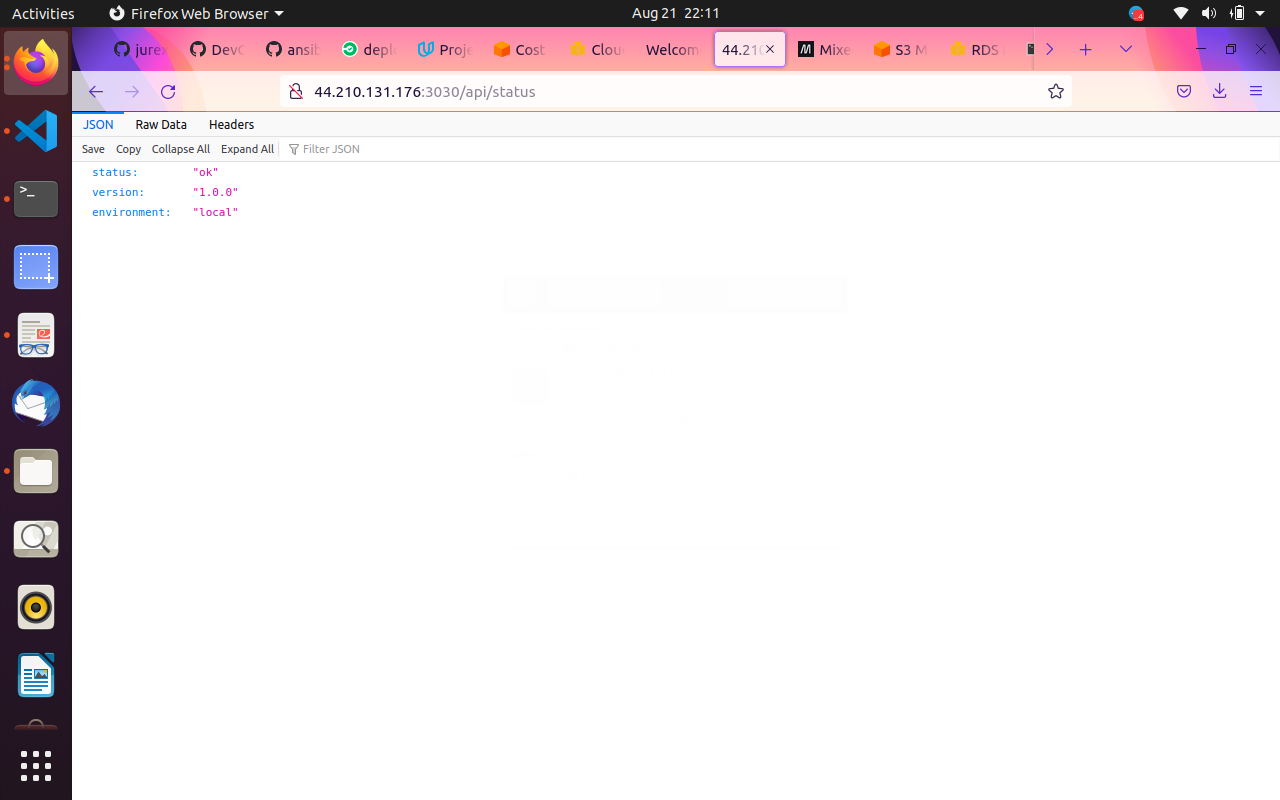 Activities Firefox Web Browser Aug 21 22:11
jurex DevO ansib deplo Proje Cost Clou Welcom 44.210 Mixe S3 M RDS
44.210.131.176:3030/api/status
JSON Raw Data Headers
Save Copy Collapse All Expand All Filter JSON
status: "ok"
version: "1.0.0"
environment: "local"